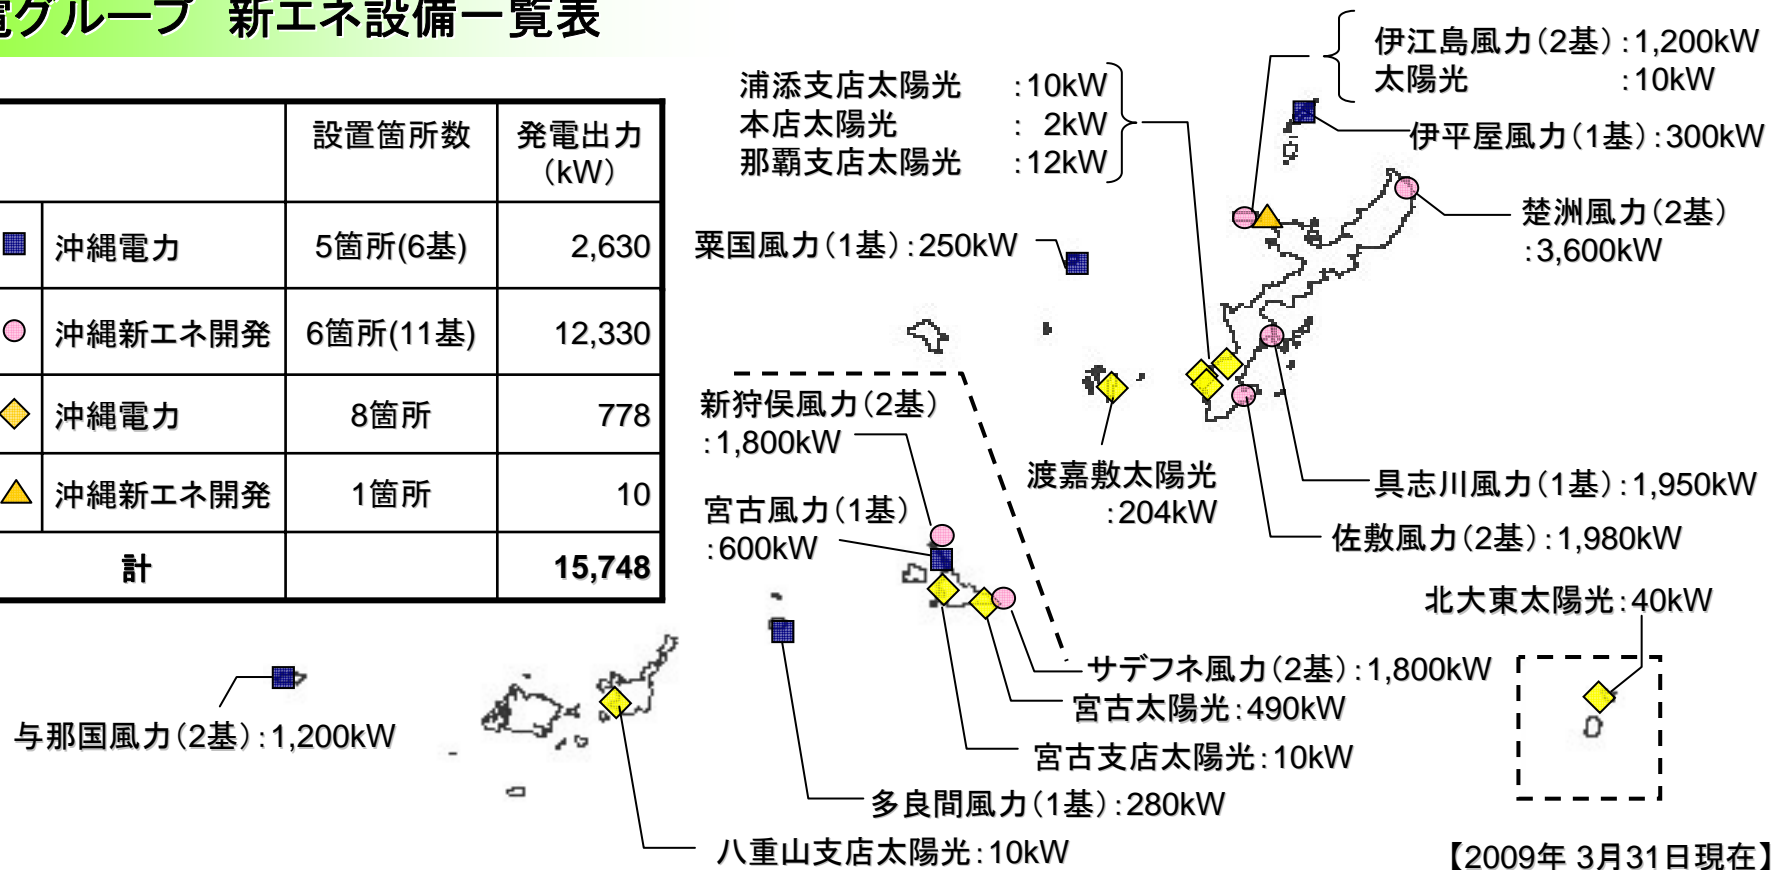 電グループ 新エネ設備一覧表
設置箇所数 発電出力(kW)
沖縄電力 5箇所(6基) 2,630
沖縄新エネ開発 6箇所(11基) 12,330
沖縄電力 8箇所 778
沖縄新エネ開発 1箇所 10
計 15,748
浦添支店太陽光 :10kW
本店太陽光 : 2kW
那覇支店太陽光 :12kW
伊江島風力(2基):1,200kW
太陽光 :10kW
伊平屋風力(1基):300kW
楚洲風力(2基)
:3,600kW
粟国風力(1基):250kW
新狩俣風力(2基)
:1,800kW
渡嘉敷太陽光
:204kW
宮古風力(1基)
:600kW
具志川風力(1基):1,950kW
佐敷風力(2基):1,980kW
北大東太陽光:40kW
サデフネ風力(2基):1,800kW
宮古太陽光:490kW
宮古支店太陽光:10kW
与那国風力(2基):1,200kW
多良間風力(1基):280kW
八重山支店太陽光:10kW
【2009年 3月31日現在】